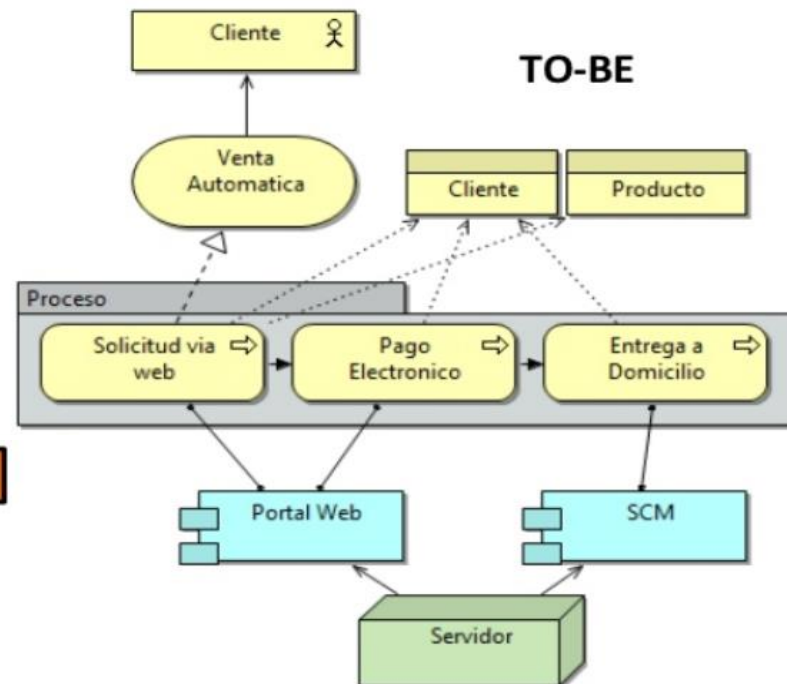 Cliente
TO-BE
Venta
Automatica
Cliente
Producto
Proceso
Solicitud via
web
Pago
Electronico
Entrega a
Domicilio
Portal Web
SCM
Servidor